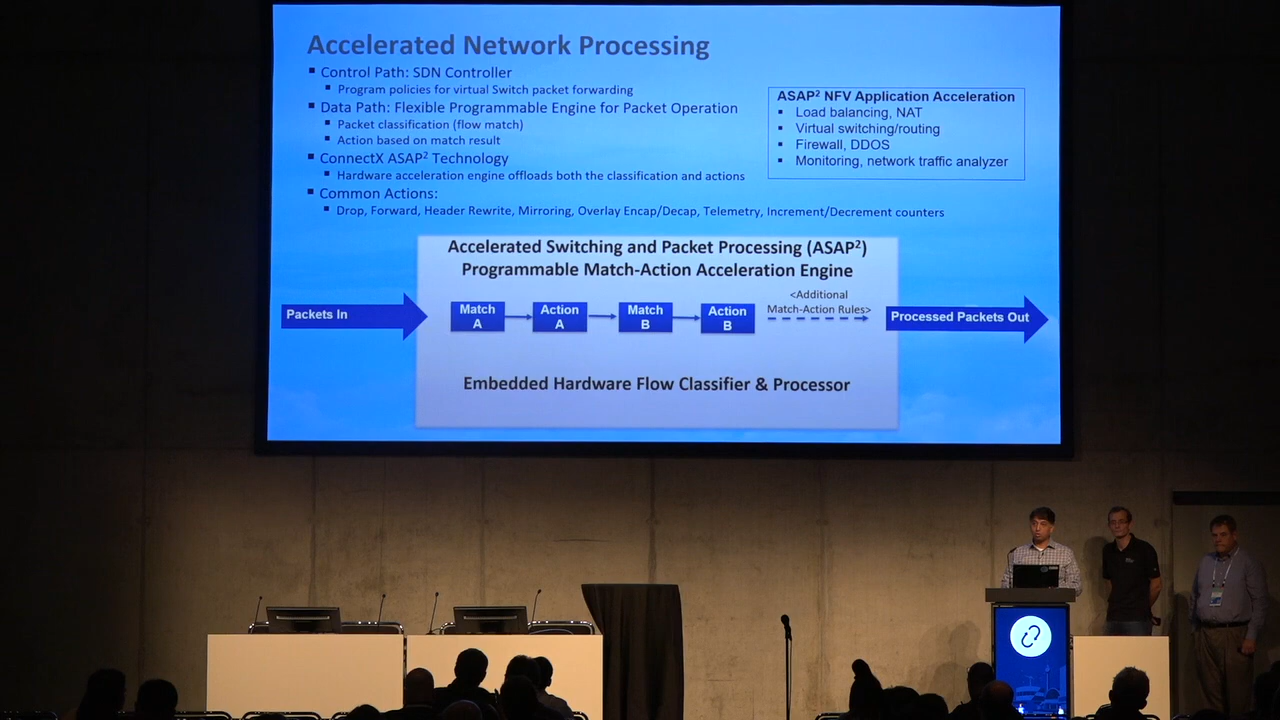 Accelerated Network Processing
Control Path: SDN Controller
Program policies for virtual Switch packet forwarding
Data Path: Flexible Programmable Engine for Packet Operation
Packet classification (flow match)
Action based on match result
ConnectX ASAP² Technology
Hardware acceleration engine offloads both the classification and actions
Common Actions:
Drop, Forward, Header Rewrite, Mirroring, Overlay Encap/Decap, Telemetry, Increment/Decrement counters
ASAP² NFV Application Acceleration
Load balancing, NAT
Virtual switching/routing
Firewall, DDOS
Monitoring, network traffic analyzer
Accelerated Switching and Packet Processing (ASAP²)
Programmable Match-Action Acceleration Engine
Packets In
Match
A
Action
A
Match
B
Action
B
<Additional
Match-Action Rules>
Processed Packets Out
Embedded Hardware Flow Classifier & Processor